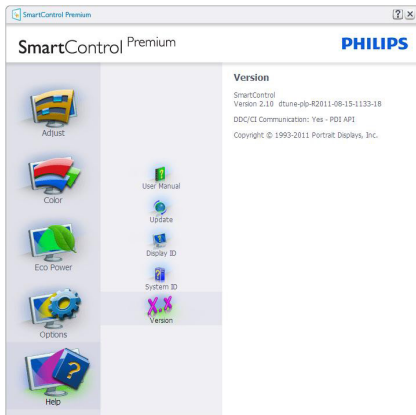 SmartControl Premium
SmartControl Premium
PHILIPS
Adjust
Color
Eco Power
Options
Help
User Manual
Update
Display ID
System ID
X.X
Version
Version
SmartControl
Version 2.10 dtune-plp-R2011-08-15-1133-18
DDC/CI Communication: Yes - PDI API
Copyright © 1993-2011 Portrait Displays, Inc.